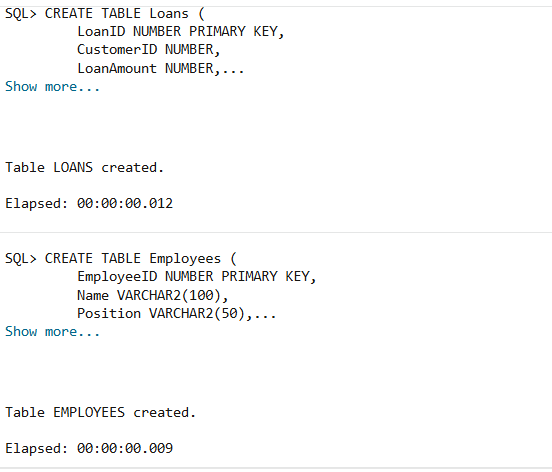 SQL> CREATE TABLE Loans (
LoanID NUMBER PRIMARY KEY,
CustomerID NUMBER,
LoanAmount NUMBER,...
Show more...
Table LOANS created.
Elapsed: 00:00:00.012
SQL> CREATE TABLE Employees (
EmployeeID NUMBER PRIMARY KEY,
Name VARCHAR2(100),
Position VARCHAR2(50),...
Show more...
Table EMPLOYEES created.
Elapsed: 00:00:00.009